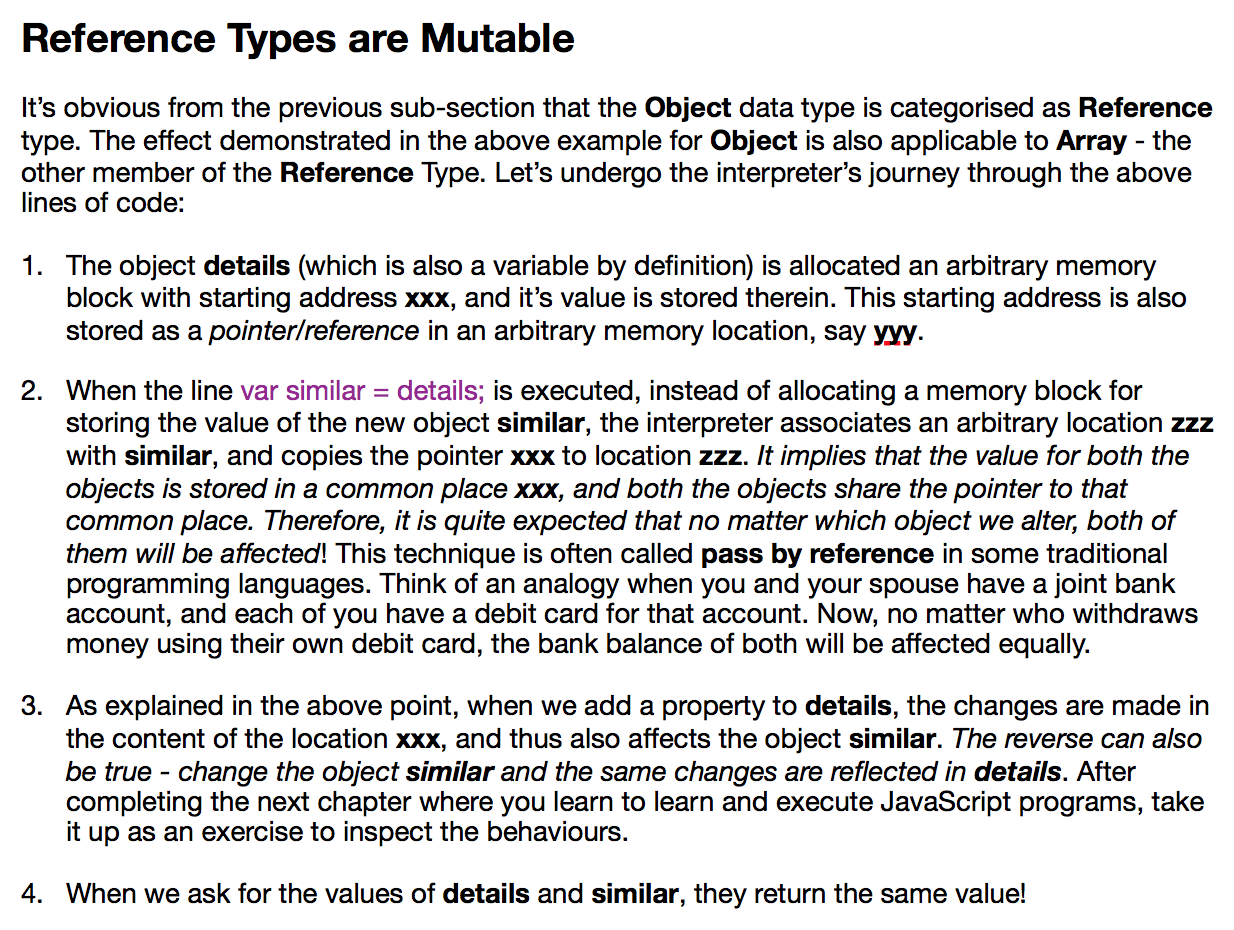 Reference Types are Mutable
It’s obvious from the previous sub-section that the Object data type is categorised as Reference
type. The effect demonstrated in the above example for Object is also applicable to Array - the
other member of the Reference Type. Let’s undergo the interpreter’s journey through the above
lines of code:
1. The object details (which is also a variable by definition) is allocated an arbitrary memory
block with starting address xxx, and it’s value is stored therein. This starting address is also
stored as a pointer/reference in an arbitrary memory location, say yyy.
2. When the line var similar = details; is executed, instead of allocating a memory block for
storing the value of the new object similar, the interpreter associates an arbitrary location zzz
with similar, and copies the pointer xxx to location zzz. It implies that the value for both the
objects is stored in a common place xxx, and both the objects share the pointer to that
common place. Therefore, it is quite expected that no matter which object we alter, both of
them will be affected! This technique is often called pass by reference in some traditional
programming languages. Think of an analogy when you and your spouse have a joint bank
account, and each of you have a debit card for that account. Now, no matter who withdraws
money using their own debit card, the bank balance of both will be affected equally.
3. As explained in the above point, when we add a property to details, the changes are made in
the content of the location xxx, and thus also affects the object similar. The reverse can also
be true - change the object similar and the same changes are reflected in details. After
completing the next chapter where you learn to learn and execute JavaScript programs, take
it up as an exercise to inspect the behaviours.
4. When we ask for the values of details and similar, they return the same value!